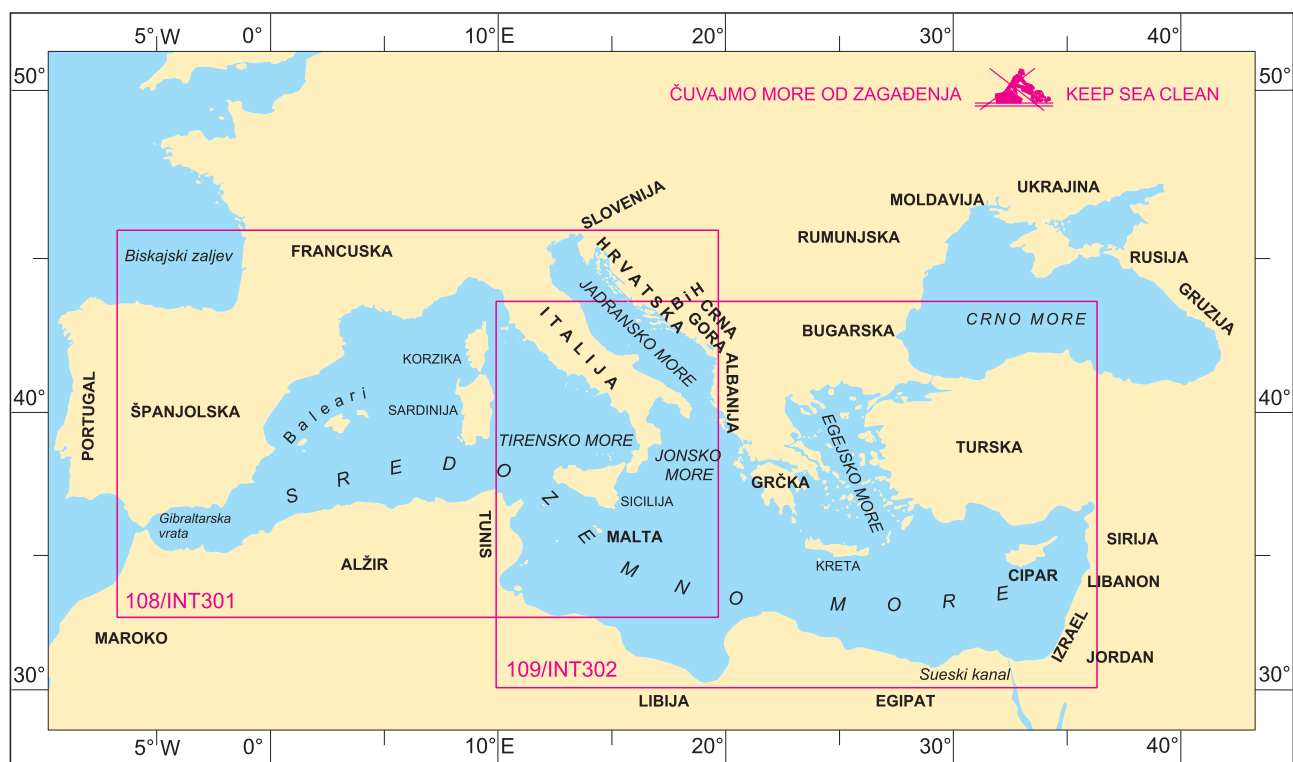 5°W 0° 10°E 20° 30° 40°
50° 50°
ČUVAJMO MORE OD ZAGAĐENJA KEEP SEA CLEAN
UKRAJINA
MOLDAVIJA
SLOVENIJA
RUMUNJSKA
FRANCUSKA
Biskajski zaljev
RUSIJA
HRVATSKA
BiH
GRUZIJA
JADRANSKO MORE
CRNA
GORA
CRNO MORE
BUGARSKA
ITALIJA
KORZIKA
ALBANIJA
PORTUGAL
ŠPANJOLSKA
Baleari
SARDINIJA
40° 40°
TIRENSKO MORE
JONSKO
MORE
EGEJSKO MORE
TURSKA
GRČKA
SREDOZEMNO MORE
SICILIJA
Gibraltarska
vrata
TUNIS
MALTA
SIRIJA
ALŽIR
KRETA
CIPAR
LIBANON
108/INT301
MAROKO
IZRAEL
JORDAN
109/INT302
Sueski kanal
30° 30°
LIBIJA
EGIPAT
5°W 0° 10°E 20° 30° 40°